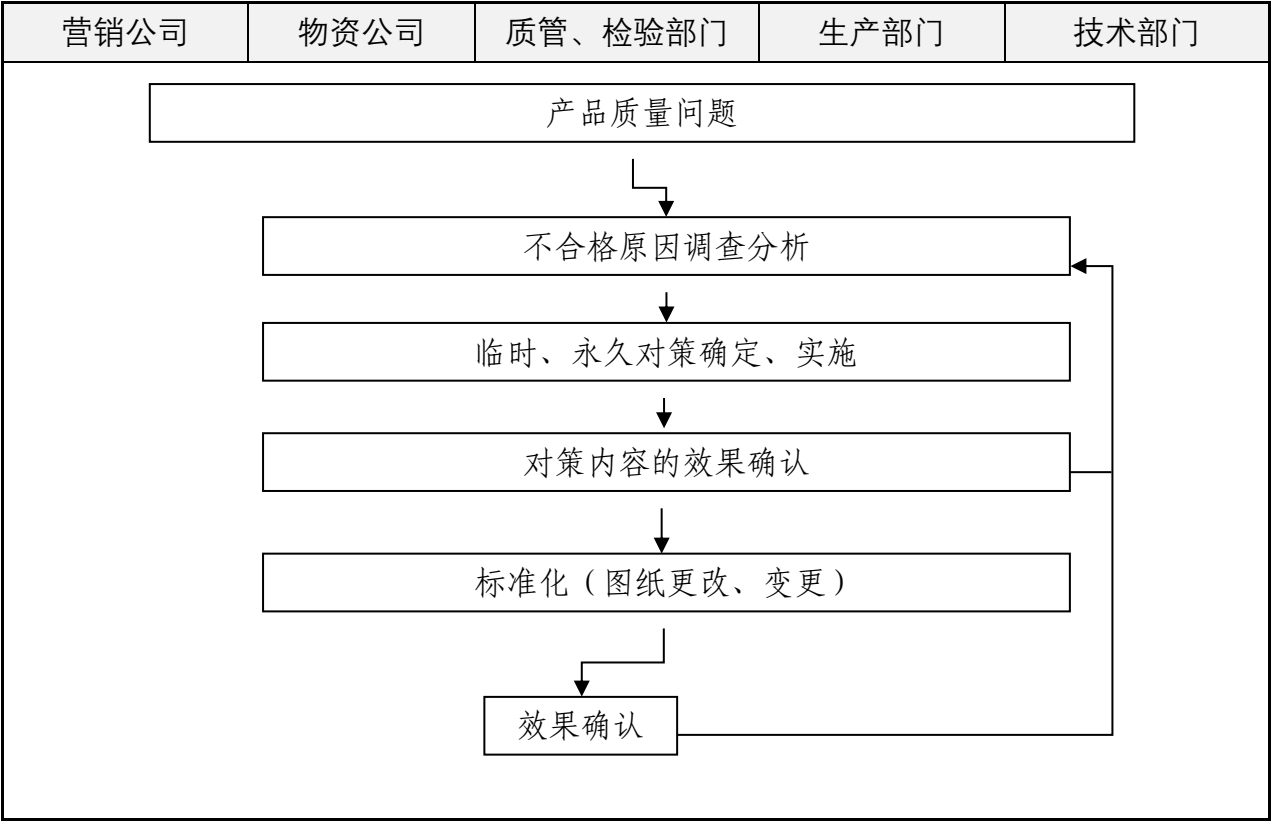 营销公司 物资公司 质管、检验部门 生产部门 技术部门
产品质量问题
不合格原因调查分析
临时、永久对策确定、实施
对策内容的效果确认
标准化（图纸更改、变更）
效果确认